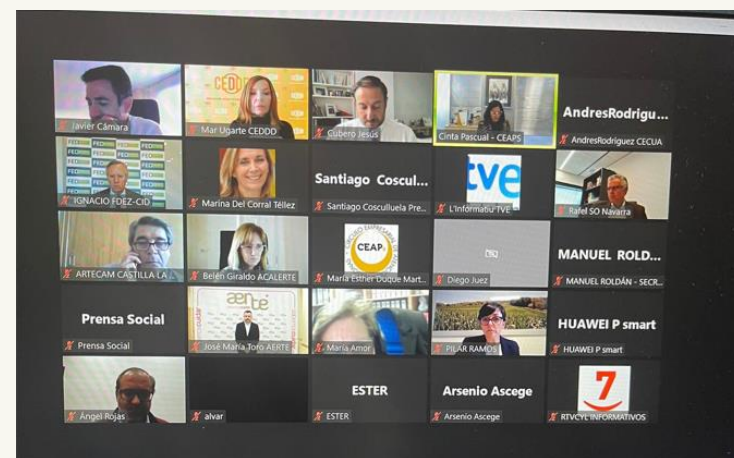 Javier Cámara
CEDDD
Mar Ugarte CEDDD
Cubero Jesús
Cinta Pascual - CEAPS
AndresRodrigu...
AndresRodriguez CECUA
IGNACIO FDEZ-CID
Marina Del Corral Téllez
Santiago Coscul...
Santiago Cosculluela Pre...
tve
L'Informatiu TVE
Rafel SO Navarra
ARTECAM CASTILLA LA
Belén Giraldo ACALERTE
CEAPs
María Esther Duque Mart...
Diego Juez
MANUEL ROLD...
MANUEL ROLDÁN - SECR...
Prensa Social
Prensa Social
aerte
José María Toro AERTE
María Amor
PILAR RAMOS
HUAWEI P smart
HUAWEI P smart
Ángel Rojas
alvar
ESTER
ESTER
Arsenio Ascege
Arsenio Ascege
7
RTVCYL INFORMATIVOS